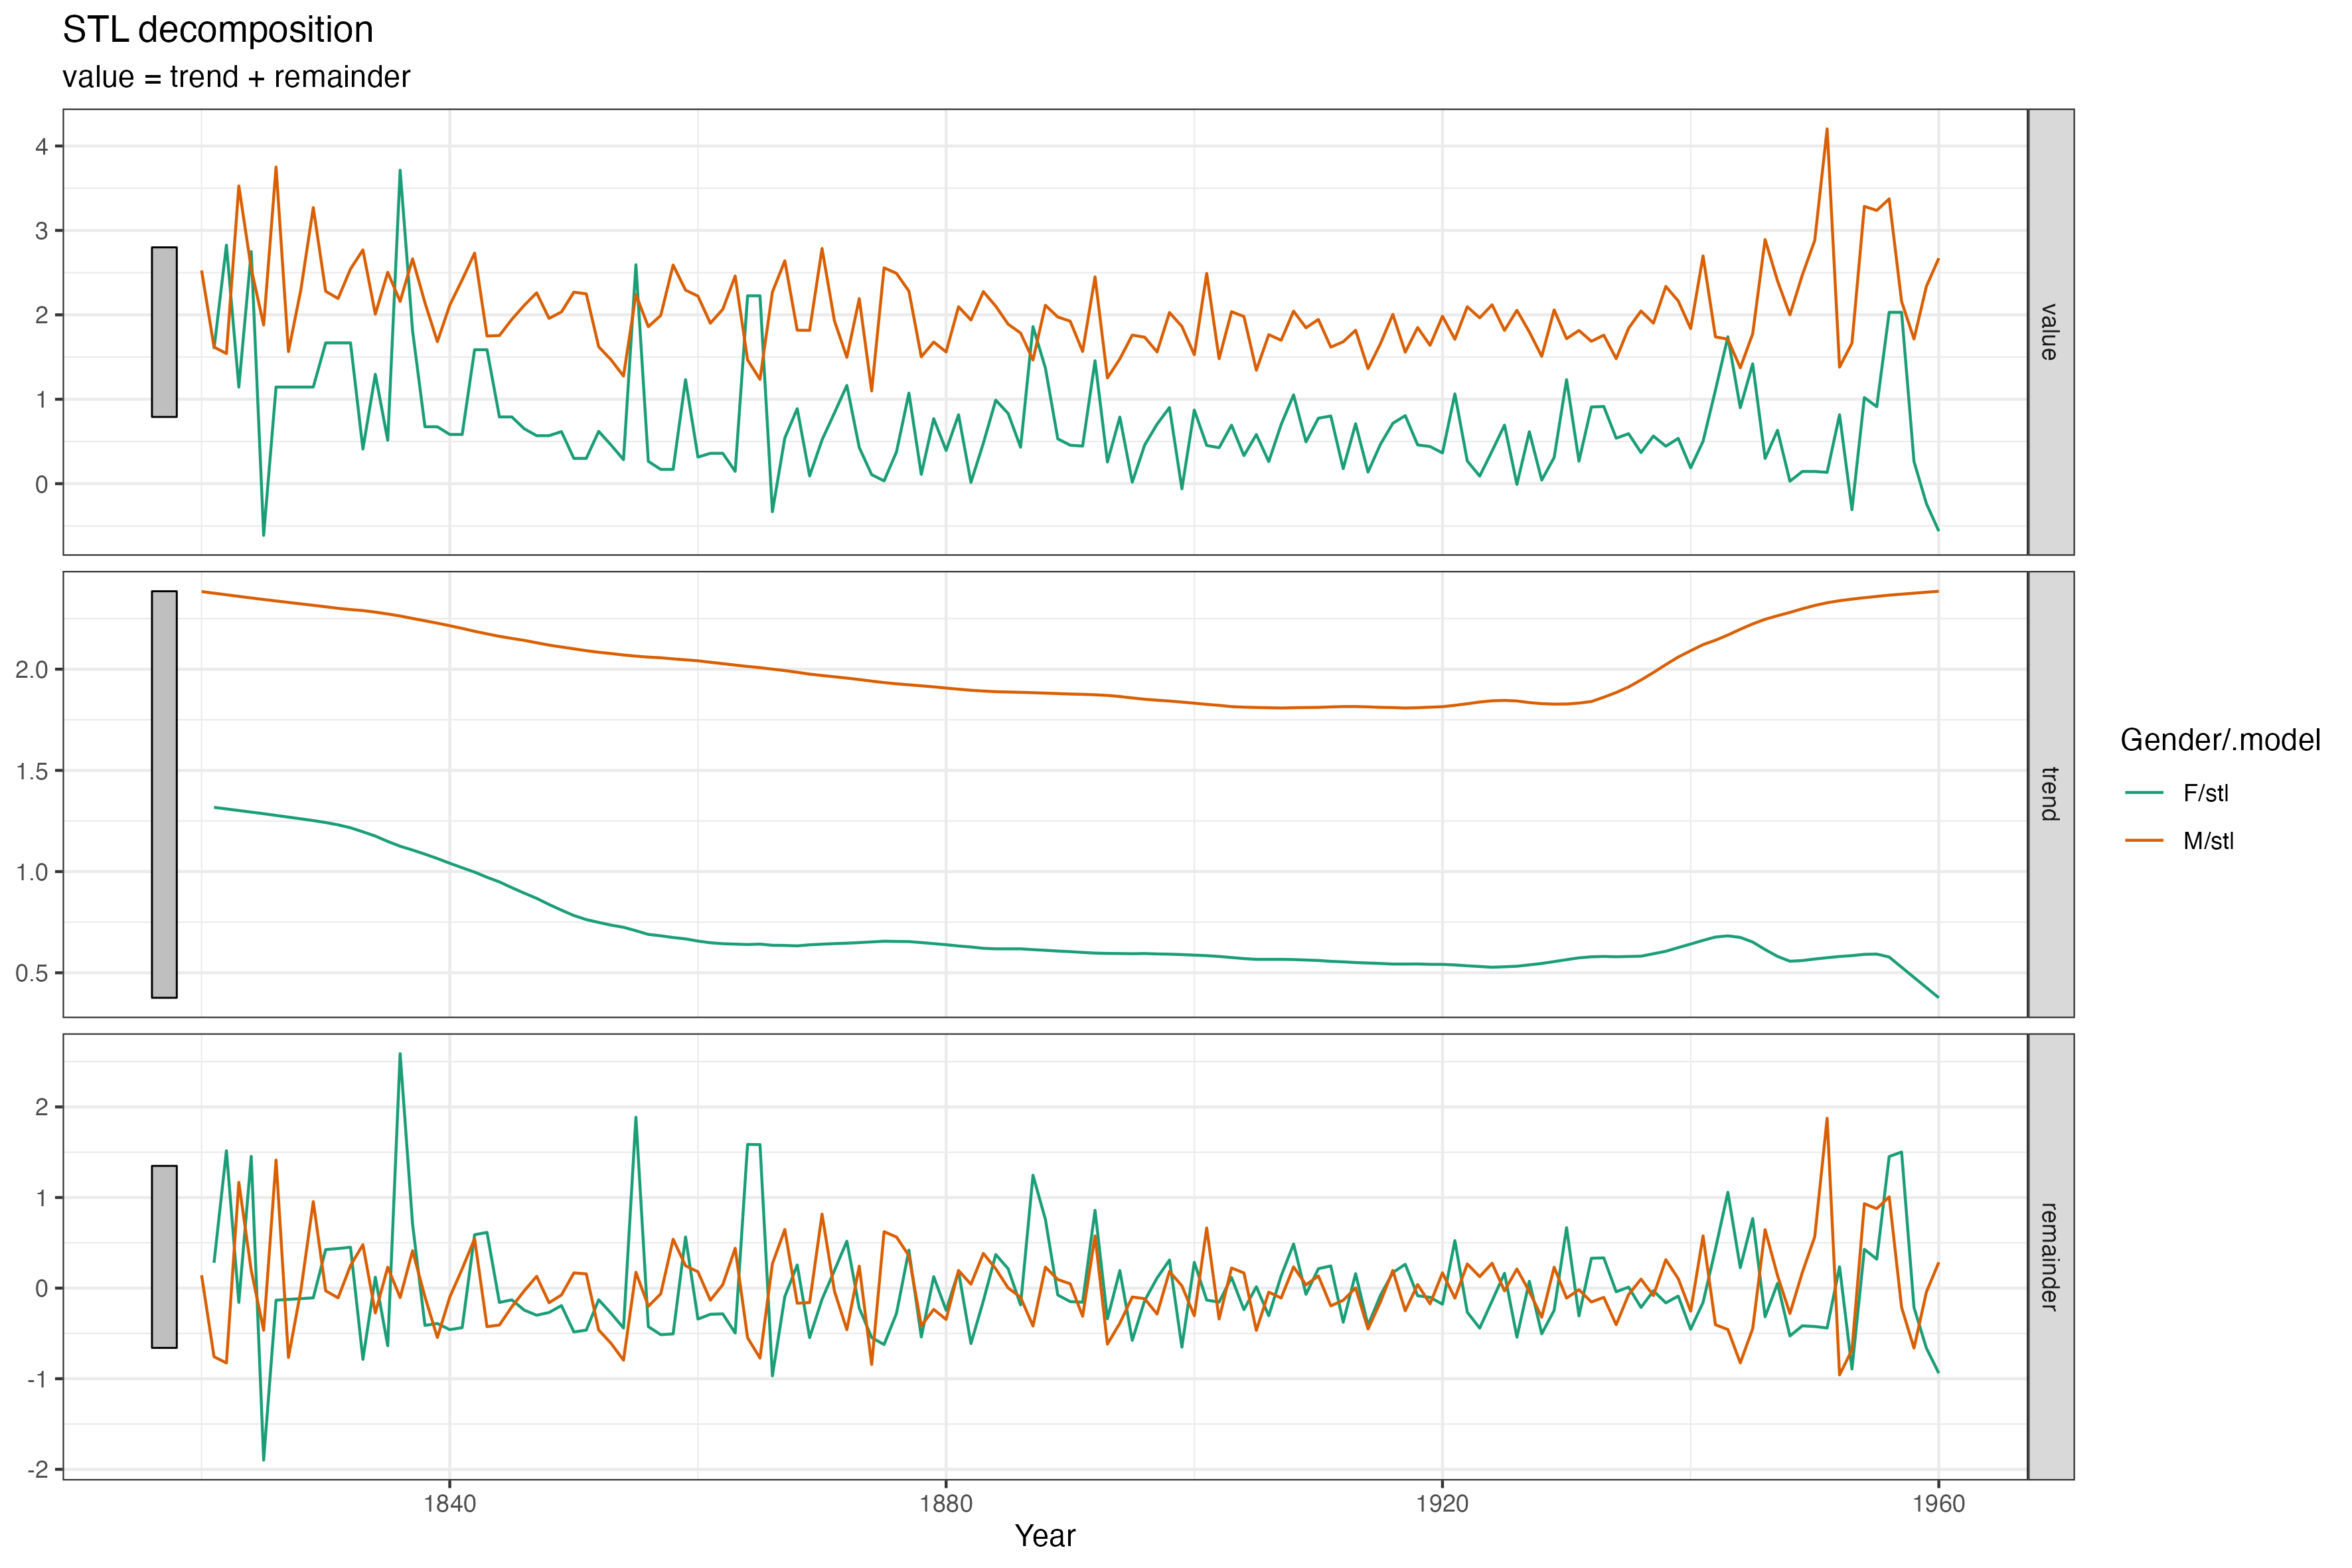 STL decomposition
value = trend + remainder
4
3
2
1
0
value
2.0
1.5
1.0
0.5
trend
2
1
0
-1
-2
remainder
1840 1880 1920 1960
Year
Gender/.model
F/stl
M/stl